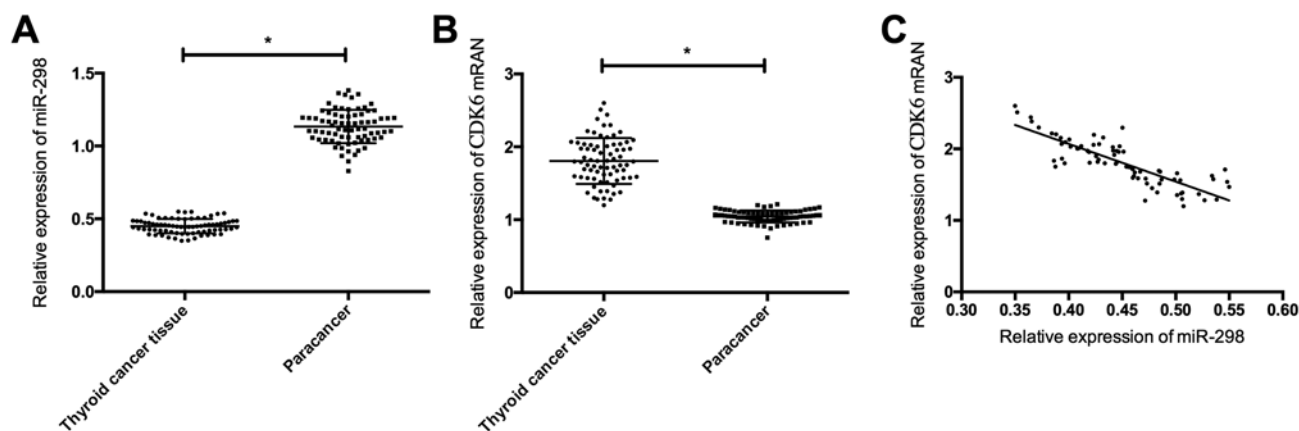 A
Relative expression of miR-298
1.5
1.0
0.5
0.0
*
Thyroid cancer tissue
Paracancer
B
Relative expression of CDK6 mRAN
3
2
1
0
*
Thyroid cancer tissue
Paracancer
C
Relative expression of CDK6 mRAN
3
2
1
0
0.30 0.35 0.40 0.45 0.50 0.55 0.60
Relative expression of miR-298